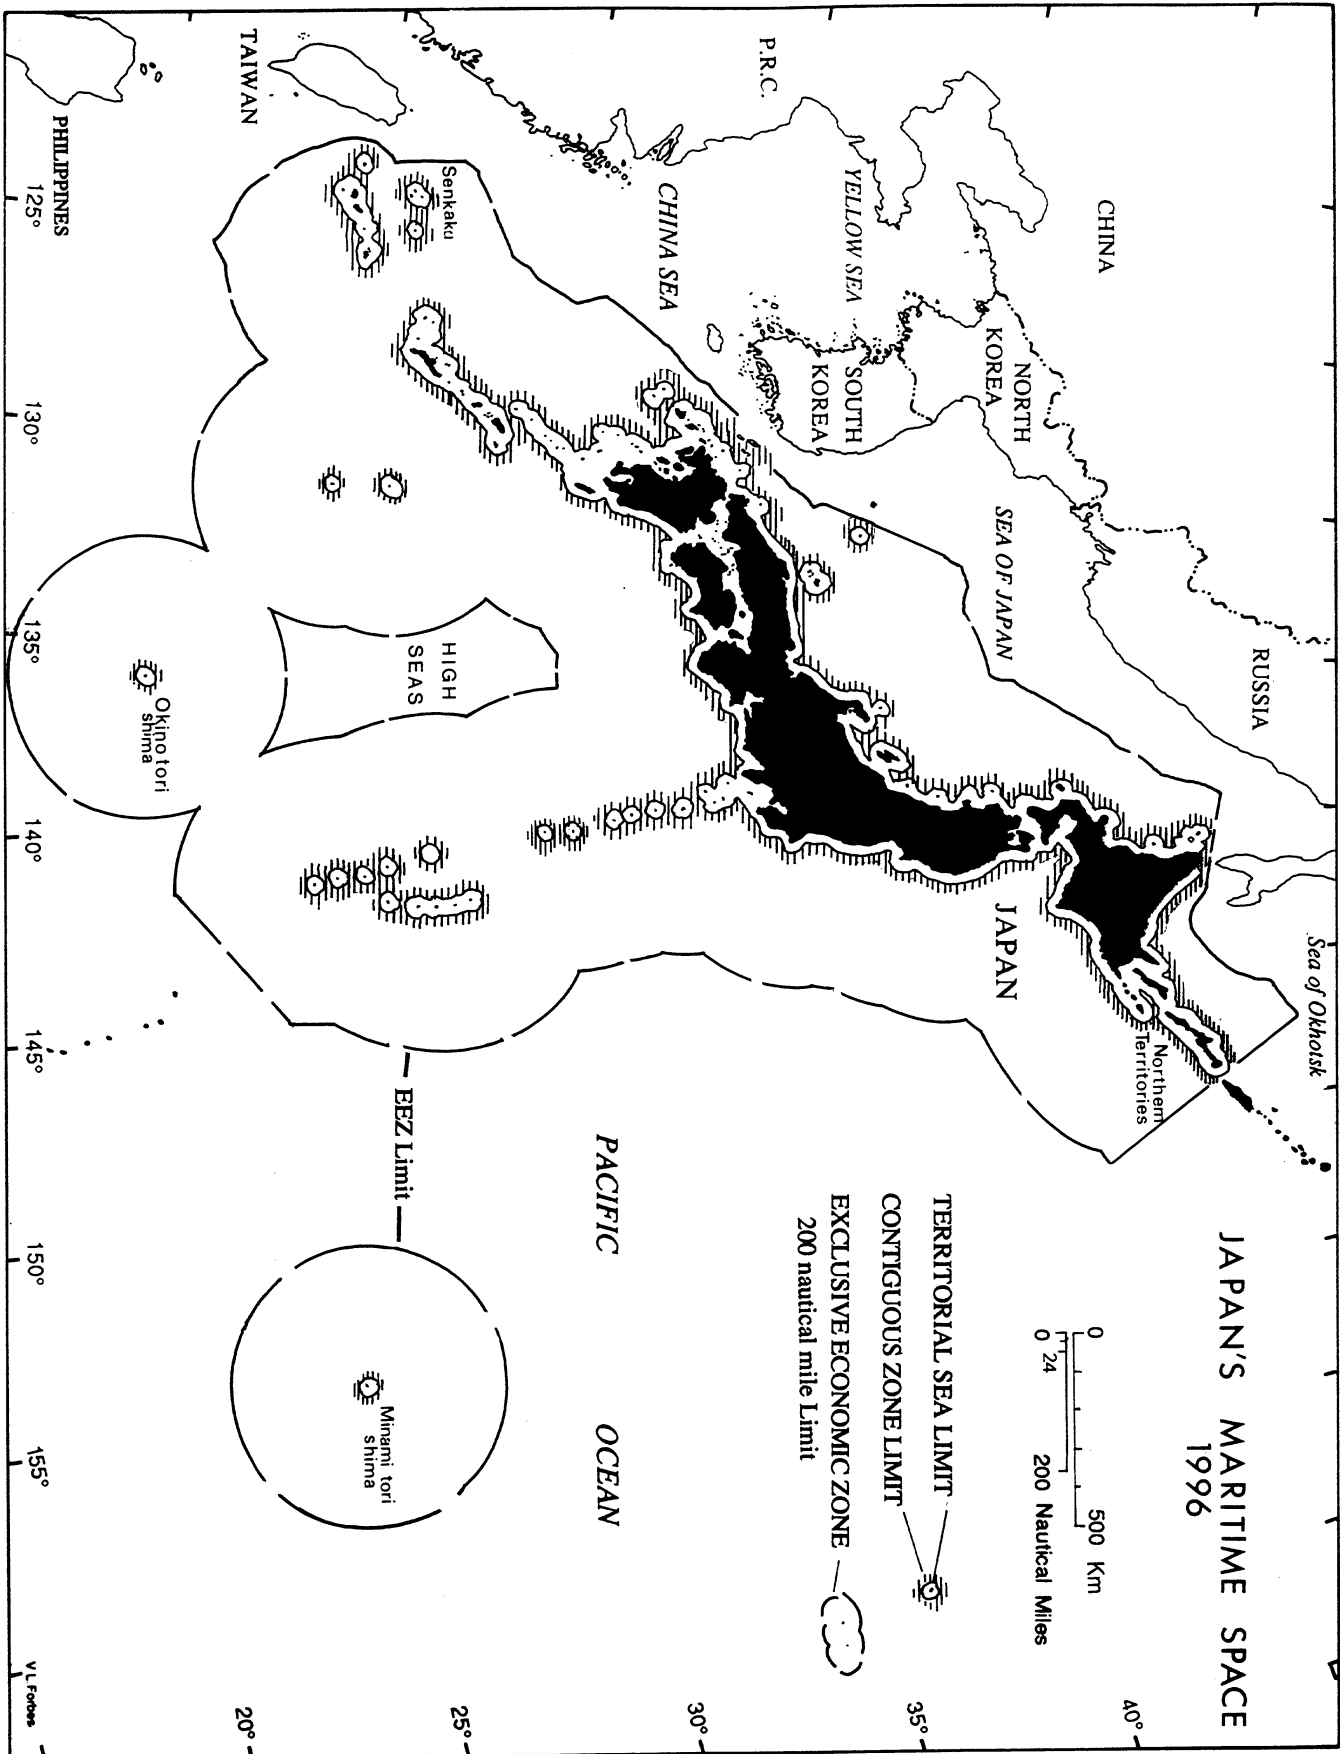 JAPAN'S MARITIME SPACE
1996
0 500 Km
0 24 200 Nautical Miles
TERRITORIAL SEA LIMIT
CONTIGUOUS ZONE LIMIT
EXCLUSIVE ECONOMIC ZONE
200 nautical mile Limit
CHINA
RUSSIA
Sea of Okhotsk
NORTH
KOREA
SEA OF JAPAN
P.R.C.
YELLOW SEA
SOUTH
KOREA
JAPAN
Northern
Territories
CHINA SEA
PACIFIC OCEAN
Senkaku
HIGH
SEAS
EEZ Limit
Minami tori
shima
TAIWAN
Okino tori
shima
PHILIPPINES
125°
130°
135°
140°
145°
150°
155°
40°
35°
30°
25°
20°
V L Forbes